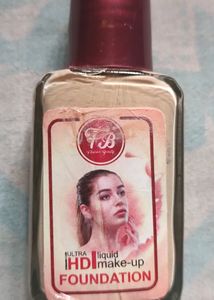 FB
ULTRA
HD liquid
make-up
FOUNDATION